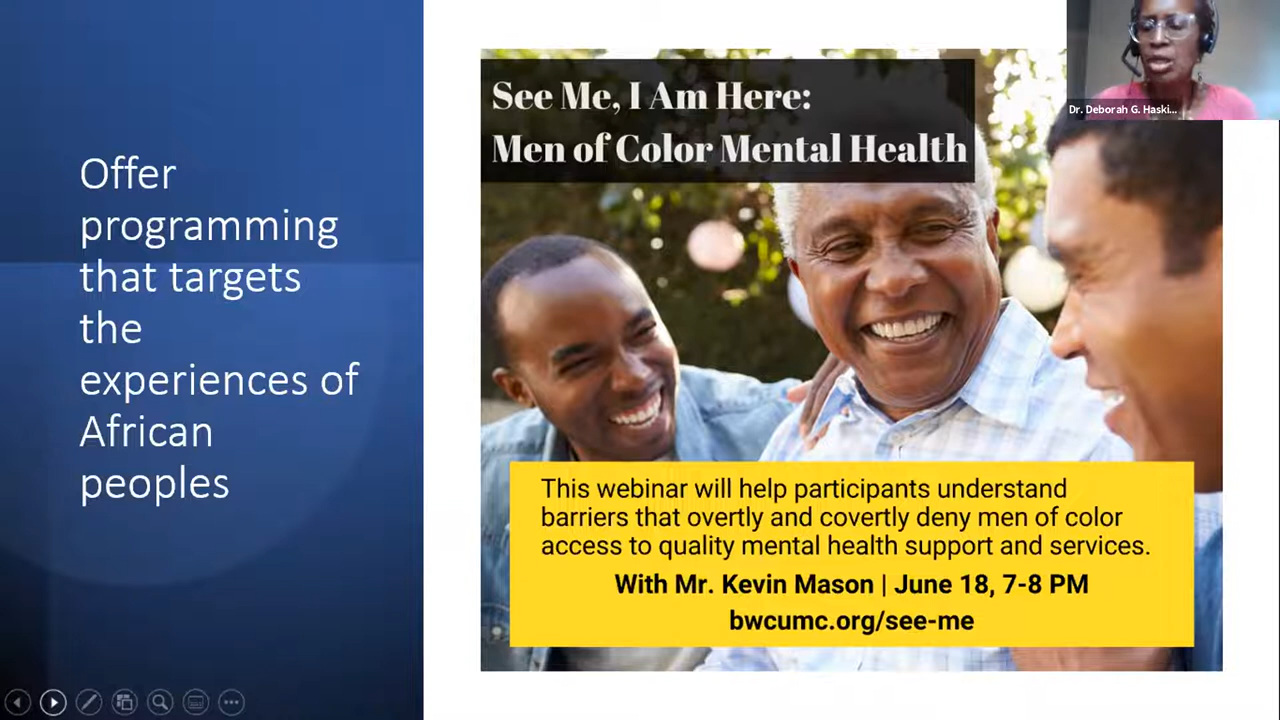 Offer
programming
that targets
the
experiences of
African
peoples
See Me, I Am Here:
Men of Color Mental Health
This webinar will help participants understand
barriers that overtly and covertly deny men of color
access to quality mental health support and services.
With Mr. Kevin Mason | June 18, 7-8 PM
bwcumc.org/see-me
Dr. Deborah G. Haski...